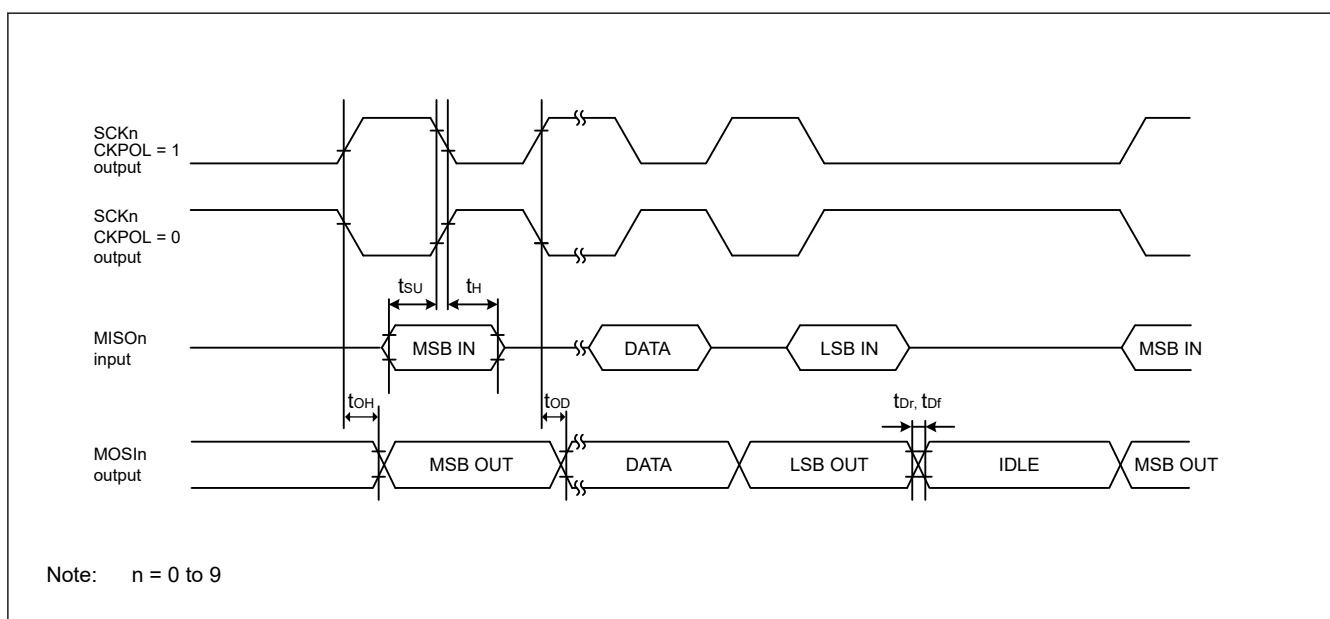 SCKn
CKPOL = 1
output
SCKn
CKPOL = 0
output
tSU
tH
MISOn
input
MSB IN
DATA
LSB IN
MSB IN
tOH
tOD
tDr, tDf
MOSIn
output
MSB OUT
DATA
LSB OUT
IDLE
MSB OUT
Note: n = 0 to 9